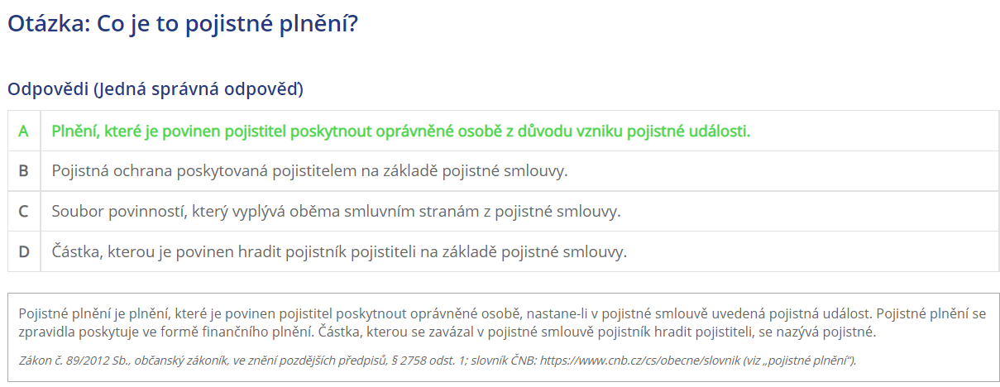 Otázka: Co je to pojistné plnění?
Odpovědi (Jedná správná odpověď)
A Plnění, které je povinen pojistitel poskytnout oprávněné osobě z důvodu vzniku pojistné události.
B Pojistná ochrana poskytovaná pojistitelem na základě pojistné smlouvy.
C Soubor povinností, který vyplývá oběma smluvním stranám z pojistné smlouvy.
D Částka, kterou je povinen hradit pojistník pojistiteli na základě pojistné smlouvy.
Pojistné plnění je plnění, které je povinen pojistitel poskytnout oprávněné osobě, nastane-li v pojistné smlouvě uvedená pojistná událost. Pojistné plnění se
zpravidla poskytuje ve formě finančního plnění. Částka, kterou se zavázal v pojistné smlouvě pojistník hradit pojistiteli, se nazývá pojistné.
Zákon č. 89/2012 Sb., občanský zákoník, ve znění pozdějších předpisů, § 2758 odst. 1; slovník ČNB: https://www.cnb.cz/cs/obecne/slovnik (viz „pojistné plnění“).